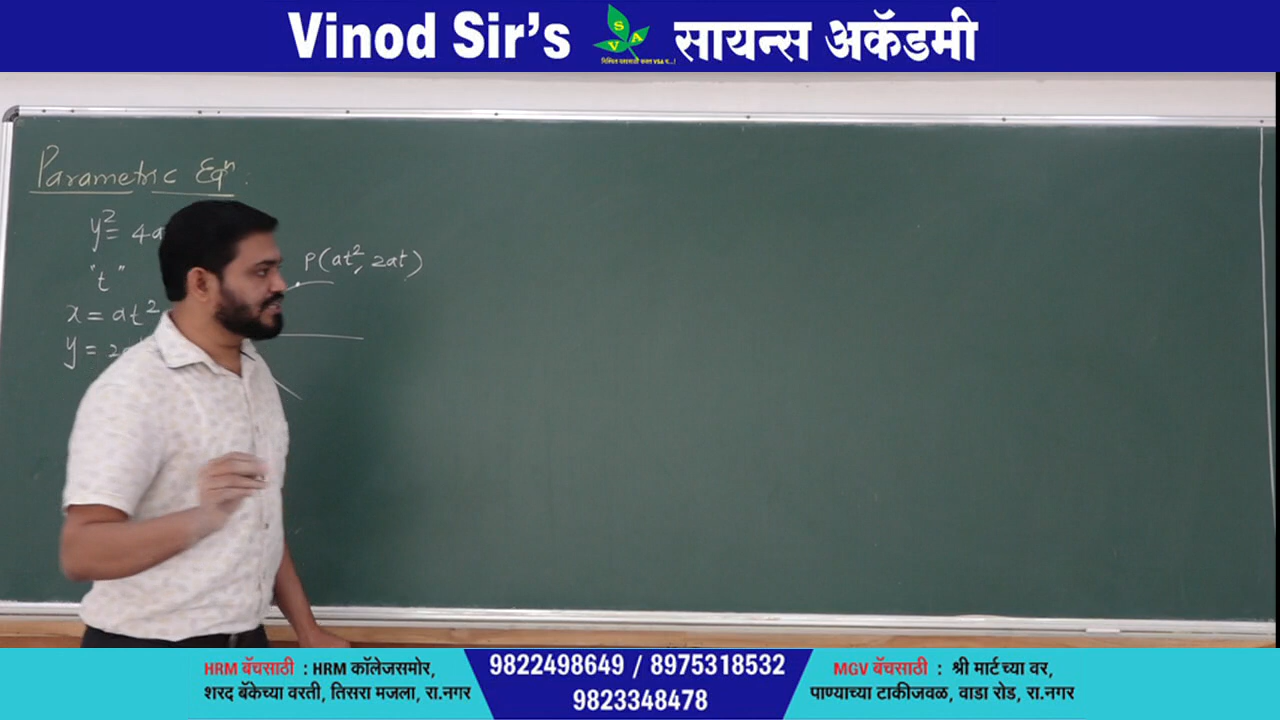 Vinod Sir's SVA सायन्स अकॅडमी
Parametric Eqⁿ:
y² = 4a
P(at², 2at)
"t"
x = at²
y = 2
HRM बॅचसाठी : HRM कॉलेजसमोर,
शरद बँकेच्या वरती, तिसरा मजला, रा.नगर
9822498649 / 8975318532
9823348478
MGV बॅचसाठी : श्री मार्टच्या वर,
पाण्याच्या टाकीजवळ, वाडा रोड, रा.नगर